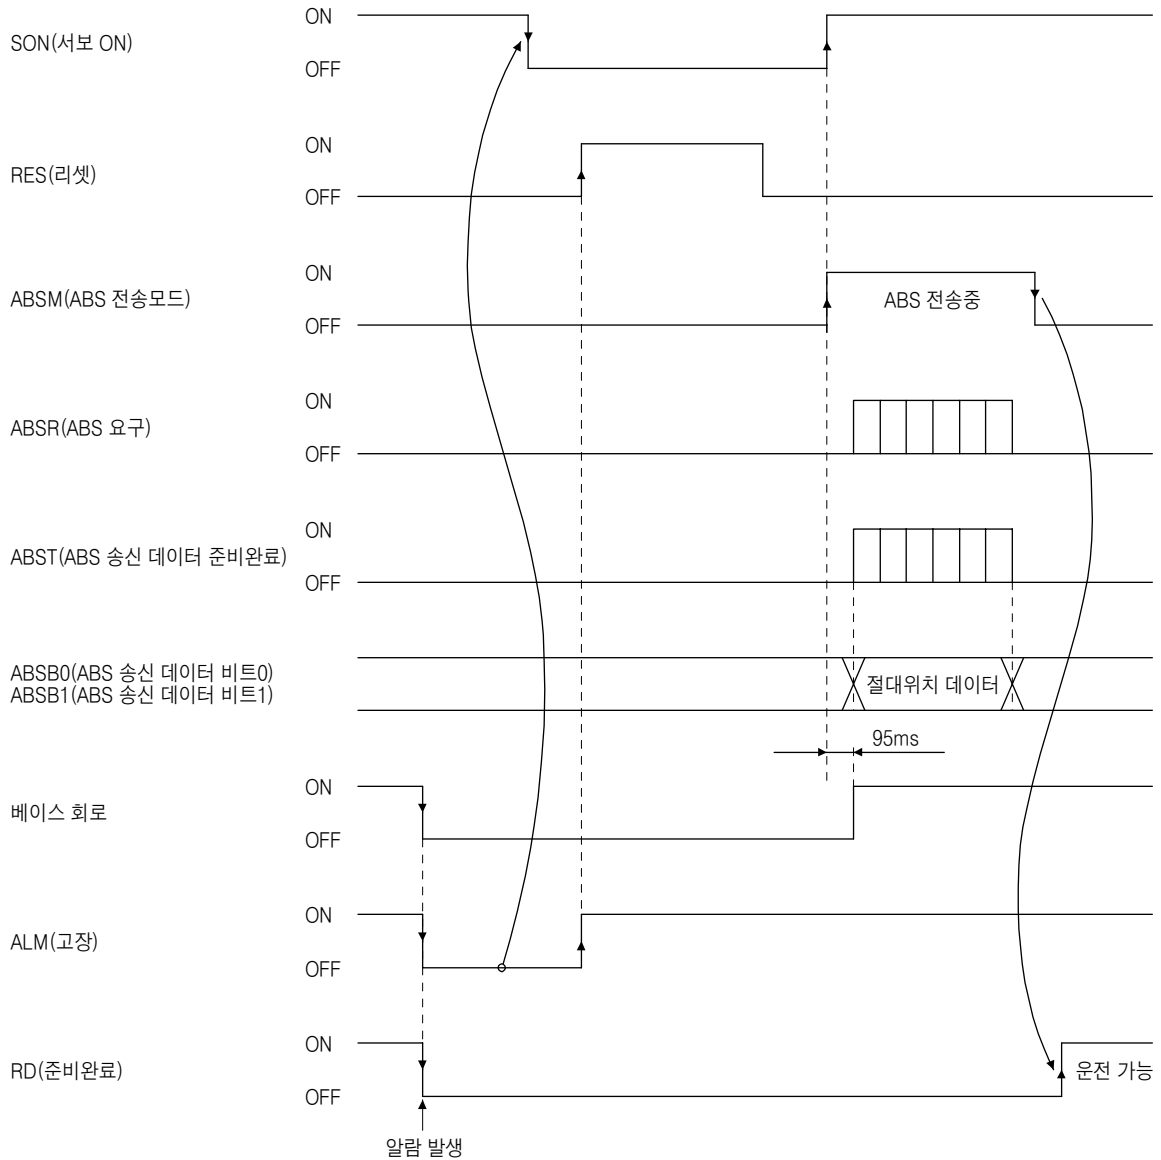 ON
SON(서보 ON)
OFF
ON
RES(리셋)
OFF
ON
ABSM(ABS 전송모드)
ABS 전송중
OFF
ON
ABSR(ABS 요구)
OFF
ON
ABST(ABS 송신 데이터 준비완료)
OFF
ABSB0(ABS 송신 데이터 비트0)
ABSB1(ABS 송신 데이터 비트1)
절대위치 데이터
95ms
ON
베이스 회로
OFF
ON
ALM(고장)
OFF
ON
RD(준비완료)
운전 가능
OFF
알람 발생